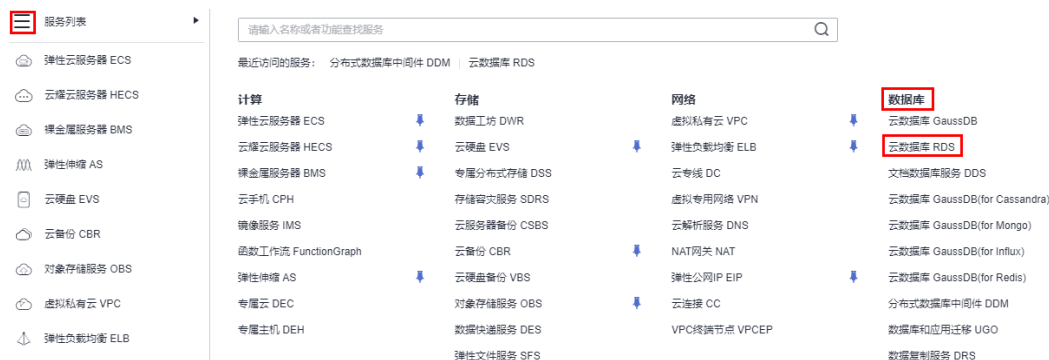 服务列表
弹性云服务器 ECS
云耀云服务器 HECS
裸金属服务器 BMS
弹性伸缩 AS
云硬盘 EVS
云备份 CBR
对象存储服务 OBS
虚拟私有云 VPC
弹性负载均衡 ELB
请输入名称或者功能查找服务
最近访问的服务： 分布式数据库中间件 DDM | 云数据库 RDS
计算
弹性云服务器 ECS
云耀云服务器 HECS
裸金属服务器 BMS
云手机 CPH
镜像服务 IMS
函数工作流 FunctionGraph
弹性伸缩 AS
专属云 DEC
专属主机 DEH
存储
数据工坊 DWR
云硬盘 EVS
专属分布式存储 DSS
存储容灾服务 SDRS
云服务器备份 CSBS
云备份 CBR
云硬盘备份 VBS
对象存储服务 OBS
数据快递服务 DES
弹性文件服务 SFS
网络
虚拟私有云 VPC
弹性负载均衡 ELB
云专线 DC
虚拟专用网络 VPN
云解析服务 DNS
NAT网关 NAT
弹性公网IP EIP
云连接 CC
VPC终端节点 VPCEP
数据库
云数据库 GaussDB
云数据库 RDS
文档数据库服务 DDS
云数据库 GaussDB(for Cassandra)
云数据库 GaussDB(for Mongo)
云数据库 GaussDB(for Influx)
云数据库 GaussDB(for Redis)
分布式数据库中间件 DDM
数据库和应用迁移 UGO
数据复制服务 DRS